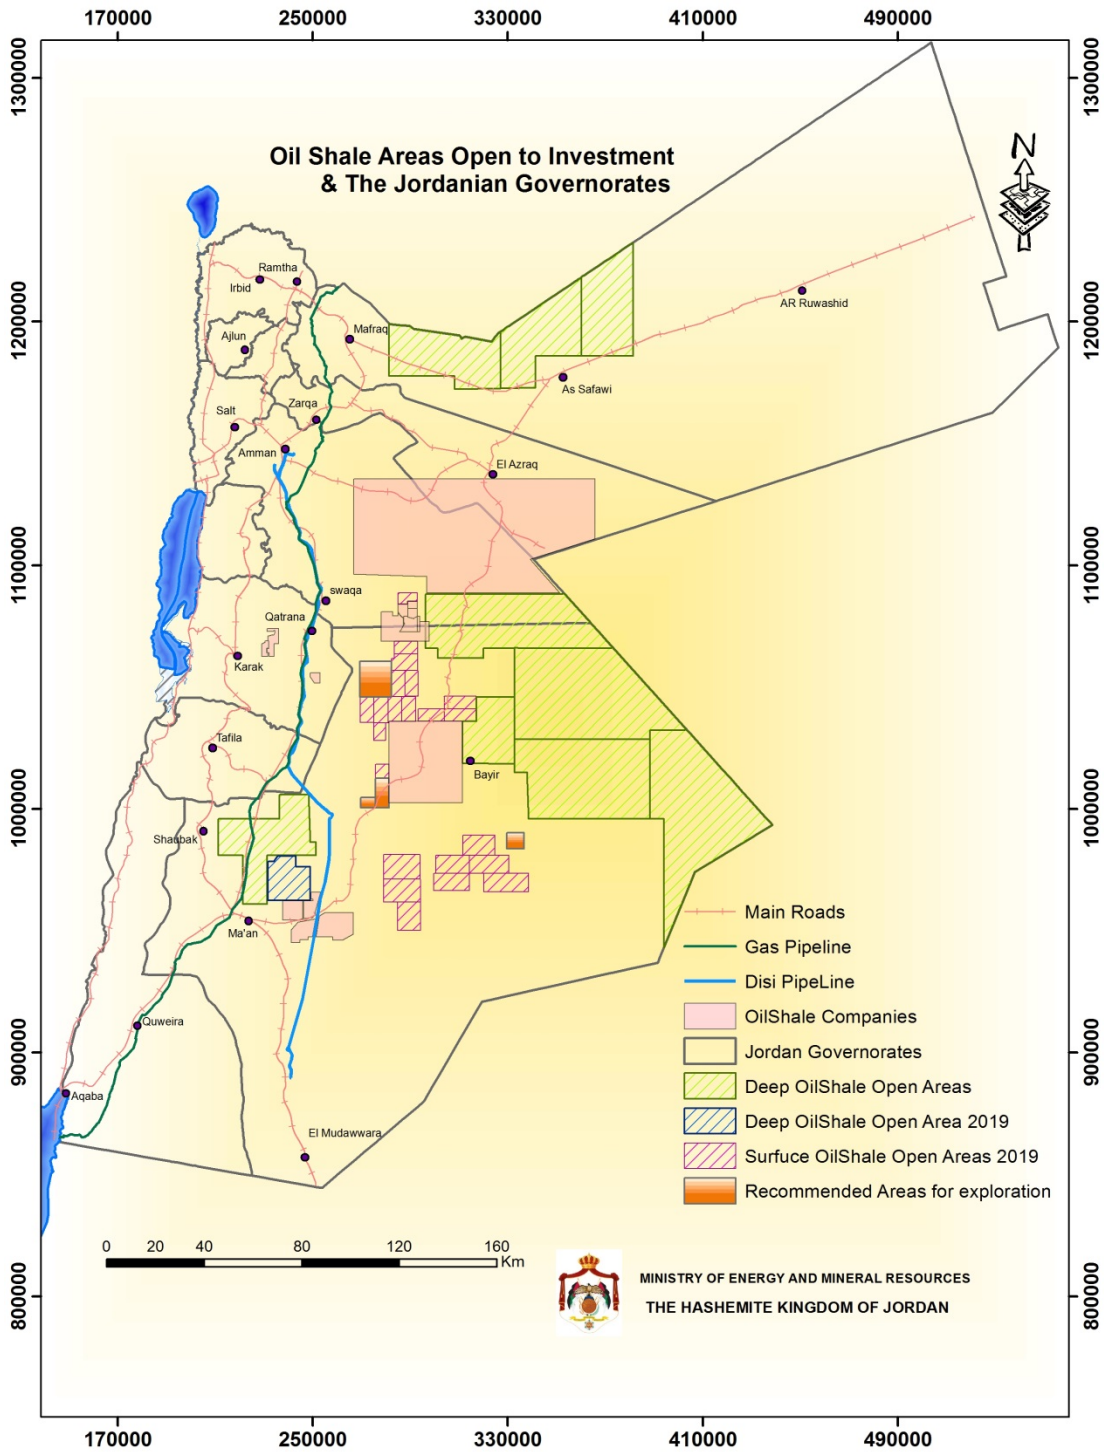 170000 250000 330000 410000 490000
1300000
1300000
Oil Shale Areas Open to Investment
& The Jordanian Governorates
N
Ramtha
Irbid
AR Ruwashid
1200000
1200000
Mafraq
Ajlun
As Safawi
Zarqa
Salt
Amman
El Azraq
1100000
1100000
swaqa
Qatrana
Karak
Tafila
Bayir
1000000
1000000
Shaubak
Ma'an
Main Roads
Gas Pipeline
Disi PipeLine
OilShale Companies
Quweira
Jordan Governorates
900000
900000
Aqaba
Deep OilShale Open Areas
Deep OilShale Open Area 2019
El Mudawwara
Surfuce OilShale Open Areas 2019
Recommended Areas for exploration
0 20 40 80 120 160
Km
MINISTRY OF ENERGY AND MINERAL RESOURCES
THE HASHEMITE KINGDOM OF JORDAN
800000
800000
170000 250000 330000 410000 490000